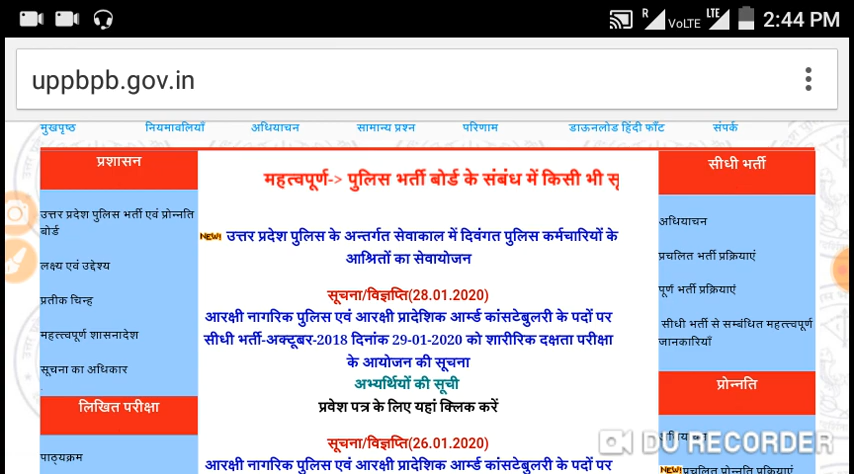 R VoLTE LTE 2:44 PM
uppbpb.gov.in
मुखपृष्ठ नियमावलियाँ अधियाचन सामान्य प्रश्न परिणाम डाऊनलोड हिंदी फाँट संपर्क
प्रशासन
उत्तर प्रदेश पुलिस भर्ती एवं प्रोन्नति
बोर्ड
लक्ष्य एवं उद्देश्य
प्रतीक चिन्ह
महत्त्वपूर्ण शासनादेश
सूचना का अधिकार
लिखित परीक्षा
पाठ्यक्रम
महत्वपूर्ण-> पुलिस भर्ती बोर्ड के संबंध में किसी भी
NEW! उत्तर प्रदेश पुलिस के अन्तर्गत सेवाकाल में दिवंगत पुलिस कर्मचारियों के
आश्रितों का सेवायोजन
सूचना/विज्ञप्ति(28.01.2020)
आरक्षी नागरिक पुलिस एवं आरक्षी प्रादेशिक आर्म्ड कांसटेबुलरी के पदों पर
सीधी भर्ती-अक्टूबर-2018 दिनांक 29-01-2020 को शारीरिक दक्षता परीक्षा
के आयोजन की सूचना
अभ्यर्थियों की सूची
प्रवेश पत्र के लिए यहां क्लिक करें
सूचना/विज्ञप्ति(26.01.2020)
आरक्षी नागरिक पुलिस एवं आरक्षी प्रादेशिक आर्म्ड कांसटेबुलरी के पदों पर
सीधी भर्ती
अधियाचन
प्रचलित भर्ती प्रक्रियाएं
पूर्ण भर्ती प्रक्रियाएं
सीधी भर्ती से सम्बंधित महत्वपूर्ण
जानकारियाँ
प्रोन्नति
NEW! प्रचलित प्रोन्नति प्रक्रियाएं
DU RECORDER